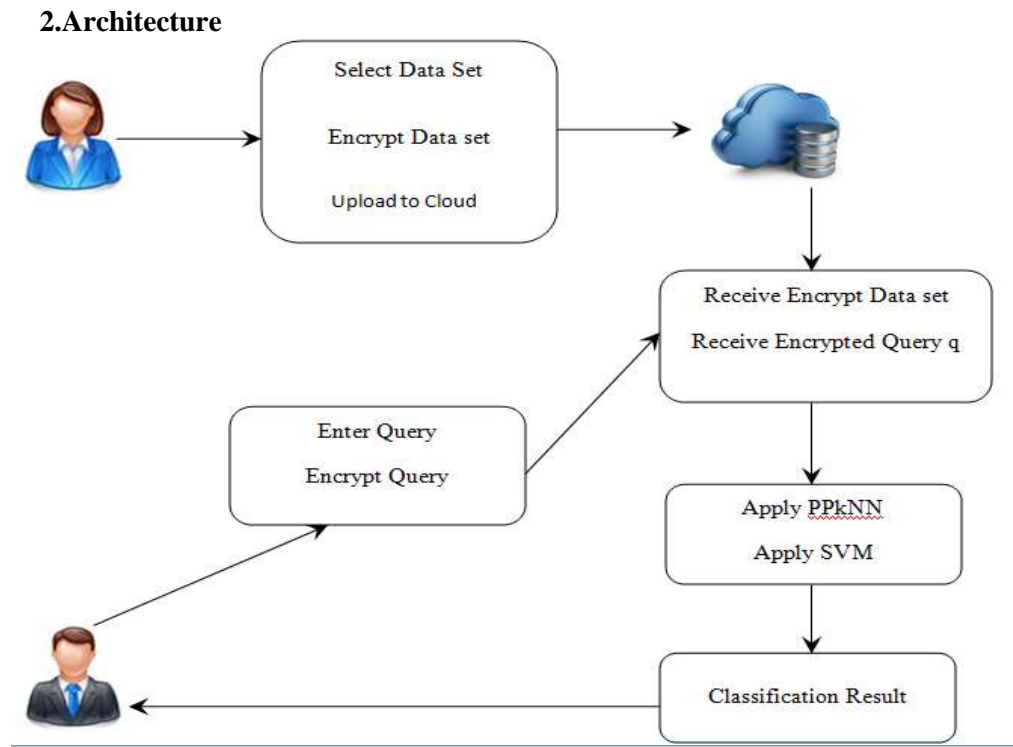 2.Architecture
Select Data Set
Encrypt Data set
Upload to Cloud
Receive Encrypt Data set
Receive Encrypted Query q
Enter Query
Encrypt Query
Apply PPkNN
Apply SVM
Classification Result